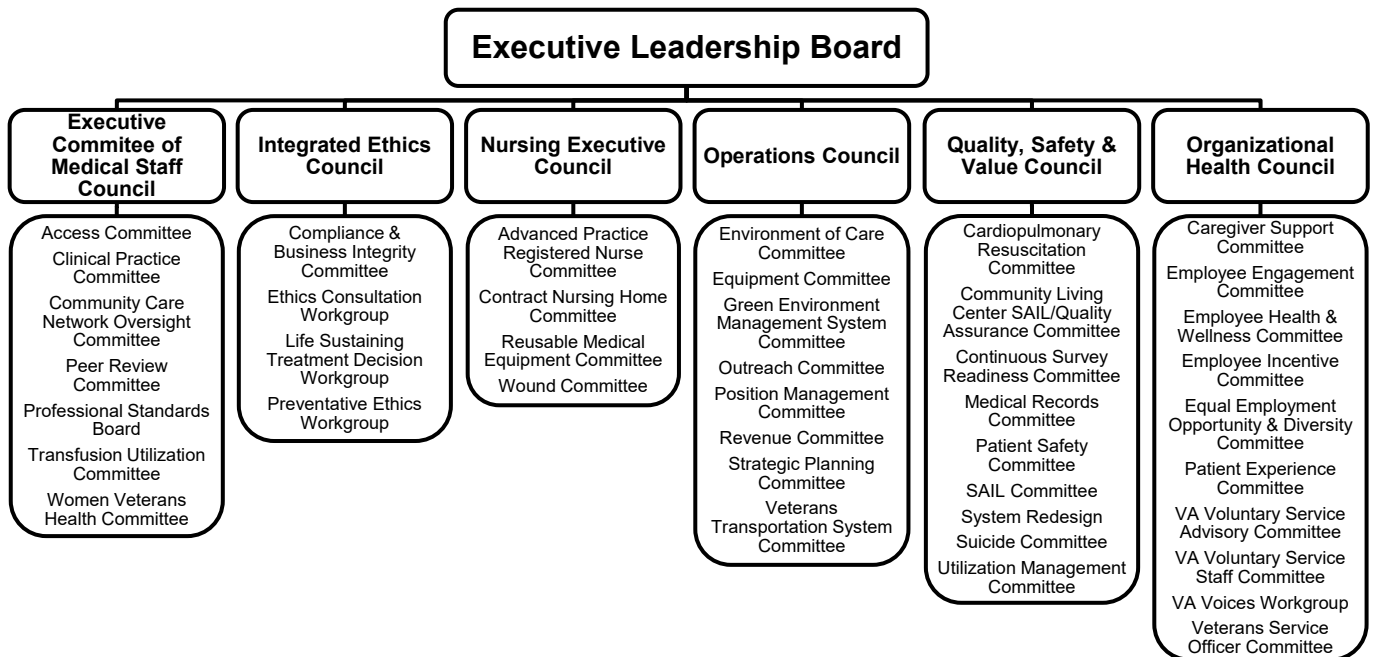 Executive Leadership Board
Executive
Commitee of
Medical Staff
Council
Integrated Ethics
Council
Nursing Executive
Council
Operations Council
Quality, Safety &
Value Council
Organizational
Health Council
Access Committee
Clinical Practice
Committee
Community Care
Network Oversight
Committee
Peer Review
Committee
Professional Standards
Board
Transfusion Utilization
Committee
Women Veterans
Health Committee
Compliance &
Business Integrity
Committee
Ethics Consultation
Workgroup
Life Sustaining
Treatment Decision
Workgroup
Preventative Ethics
Workgroup
Advanced Practice
Registered Nurse
Committee
Contract Nursing Home
Committee
Reusable Medical
Equipment Committee
Wound Committee
Environment of Care
Committee
Equipment Committee
Green Environment
Management System
Committee
Outreach Committee
Position Management
Committee
Revenue Committee
Strategic Planning
Committee
Veterans
Transportation System
Committee
Cardiopulmonary
Resuscitation
Committee
Community Living
Center SAIL/Quality
Assurance Committee
Continuous Survey
Readiness Committee
Medical Records
Committee
Patient Safety
Committee
SAIL Committee
System Redesign
Suicide Committee
Utilization Management
Committee
Caregiver Support
Committee
Employee Engagement
Committee
Employee Health &
Wellness Committee
Employee Incentive
Committee
Equal Employment
Opportunity & Diversity
Committee
Patient Experience
Committee
VA Voluntary Service
Advisory Committee
VA Voluntary Service
Staff Committee
VA Voices Workgroup
Veterans Service
Officer Committee